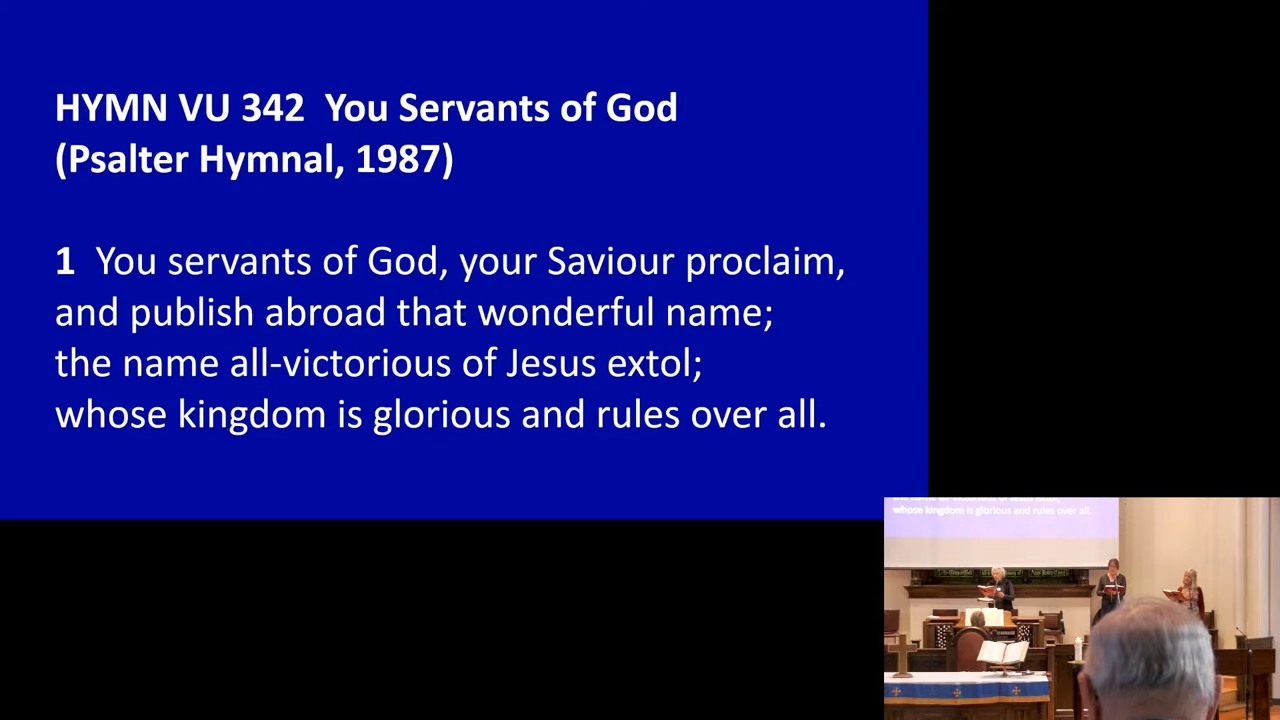 HYMN VU 342  You Servants of God
(Psalter Hymnal, 1987)
1  You servants of God, your Saviour proclaim,
and publish abroad that wonderful name;
the name all-victorious of Jesus extol;
whose kingdom is glorious and rules over all.
whose kingdom is glorious and rules over all.